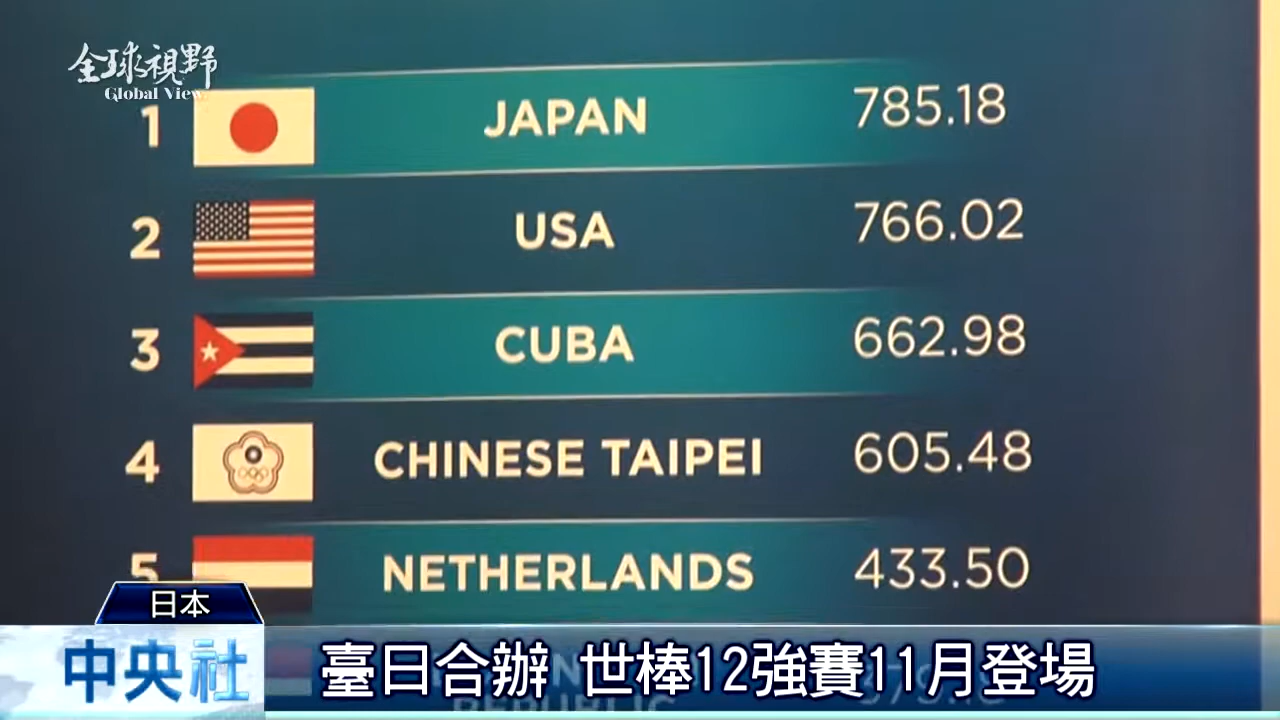 全球視野
Global View
1 JAPAN 785.18
2 USA 766.02
3 CUBA 662.98
4 CHINESE TAIPEI 605.48
5 NETHERLANDS 433.50
日本
中央社
臺日合辦 世棒12強賽11月登場
REPUBLIC